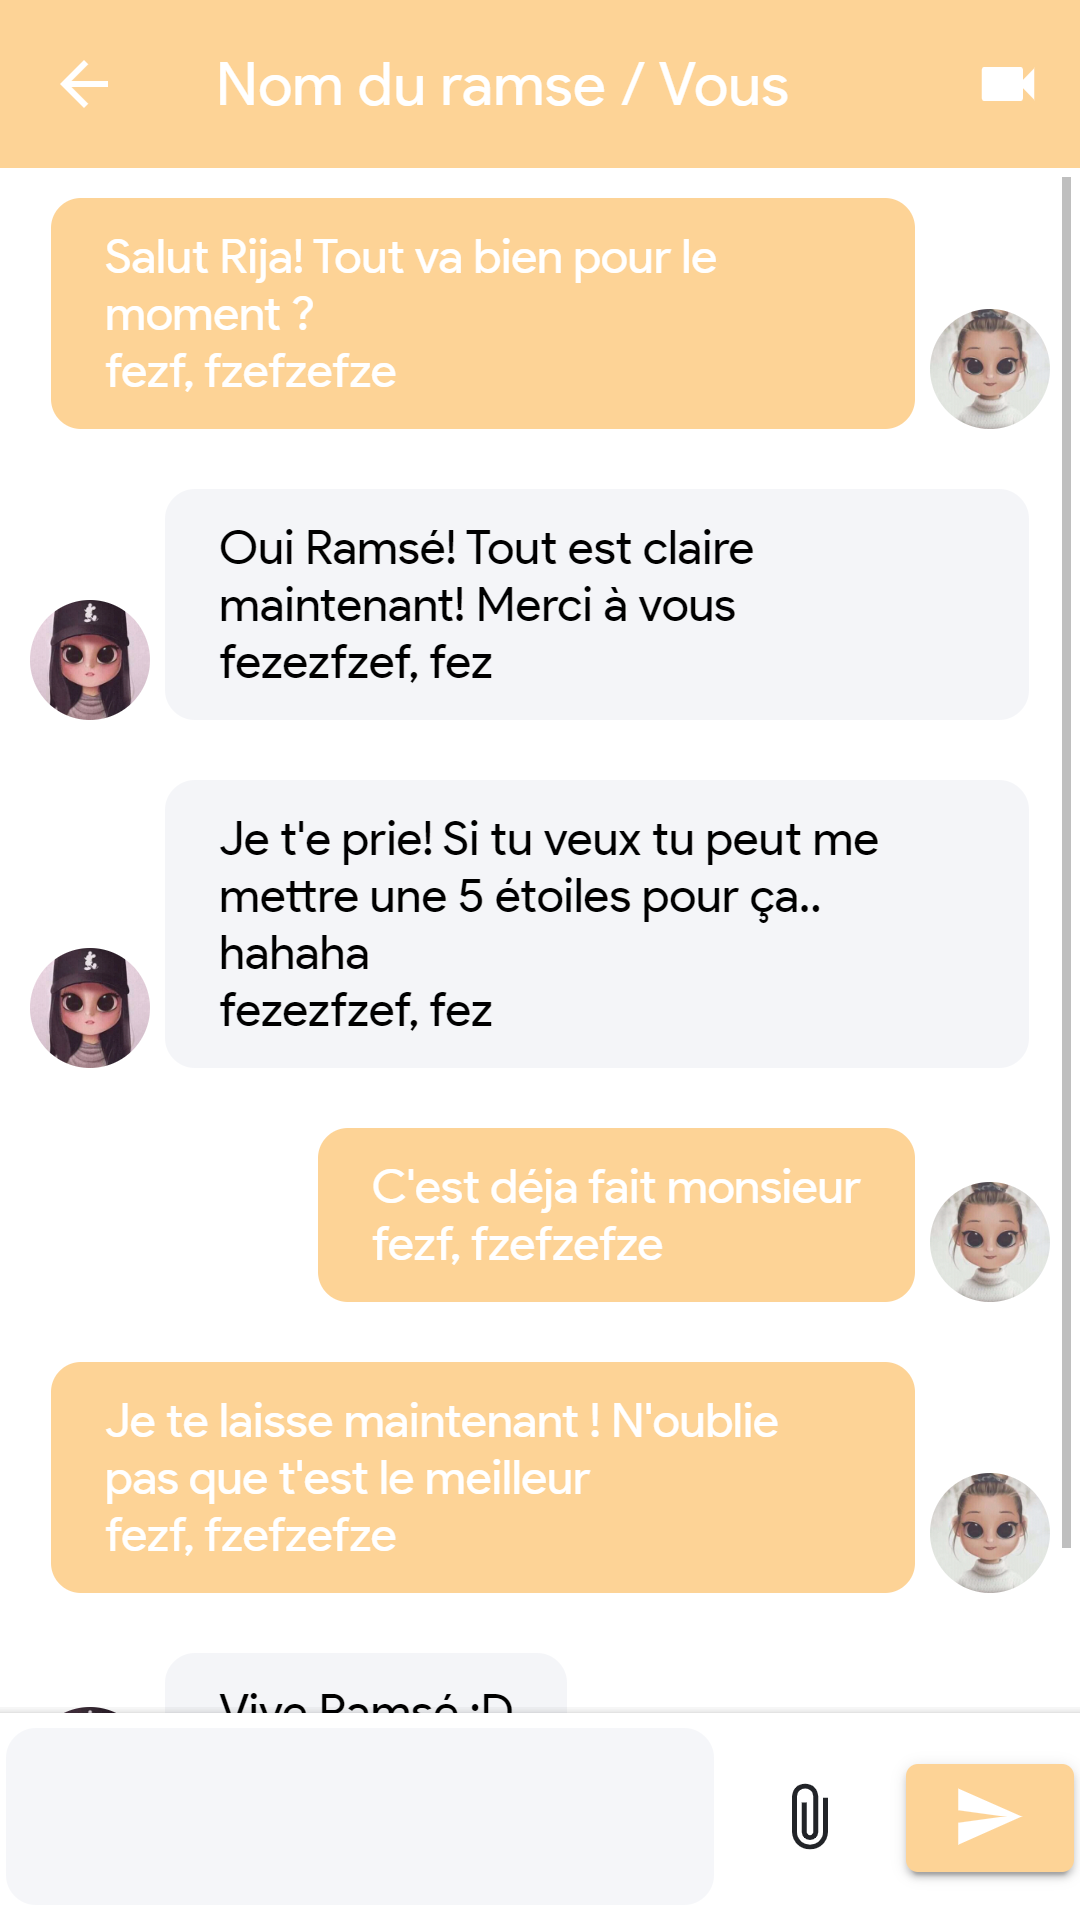 Nom du ramse / Vous
Salut Rija! Tout va bien pour le
moment ?
fezf, fzefzefze
Oui Ramsé! Tout est claire
maintenant! Merci à vous
fezezfzef, fez
Je t'e prie! Si tu veux tu peut me
mettre une 5 étoiles pour ça..
hahaha
fezezfzef, fez
C'est déja fait monsieur
fezf, fzefzefze
Je te laisse maintenant ! N'oublie
pas que t'est le meilleur
fezf, fzefzefze
Vive Ramsé :D